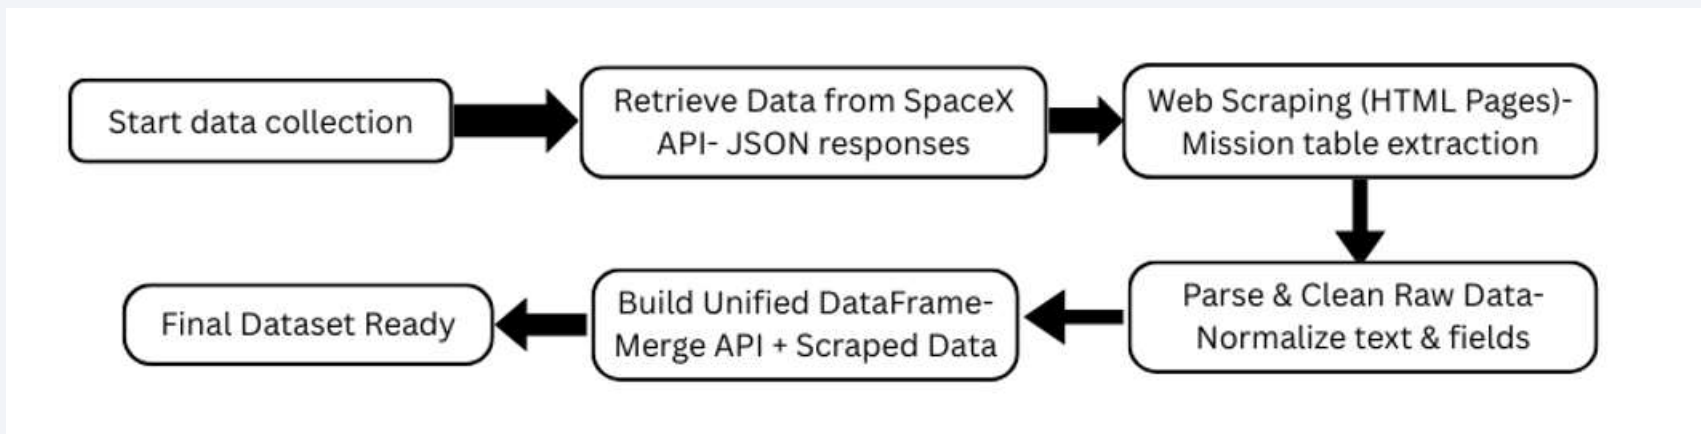 Start data collection
Retrieve Data from SpaceX
API- JSON responses
Web Scraping (HTML Pages)-
Mission table extraction
Parse & Clean Raw Data-
Normalize text & fields
Build Unified DataFrame-
Merge API + Scraped Data
Final Dataset Ready